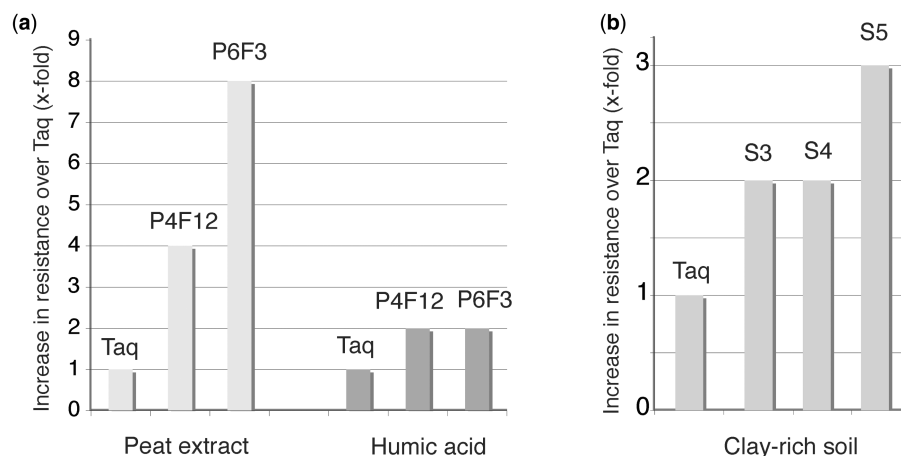 (a)
Increase in resistance over Taq (x-fold)
9
8
7
6
5
4
3
2
1
0
P6F3
P4F12
Taq
P4F12
P6F3
Taq
Peat extract
Humic acid
(b)
Increase in resistance over Taq (x-fold)
3
2
1
0
S5
S3
S4
Taq
Clay-rich soil